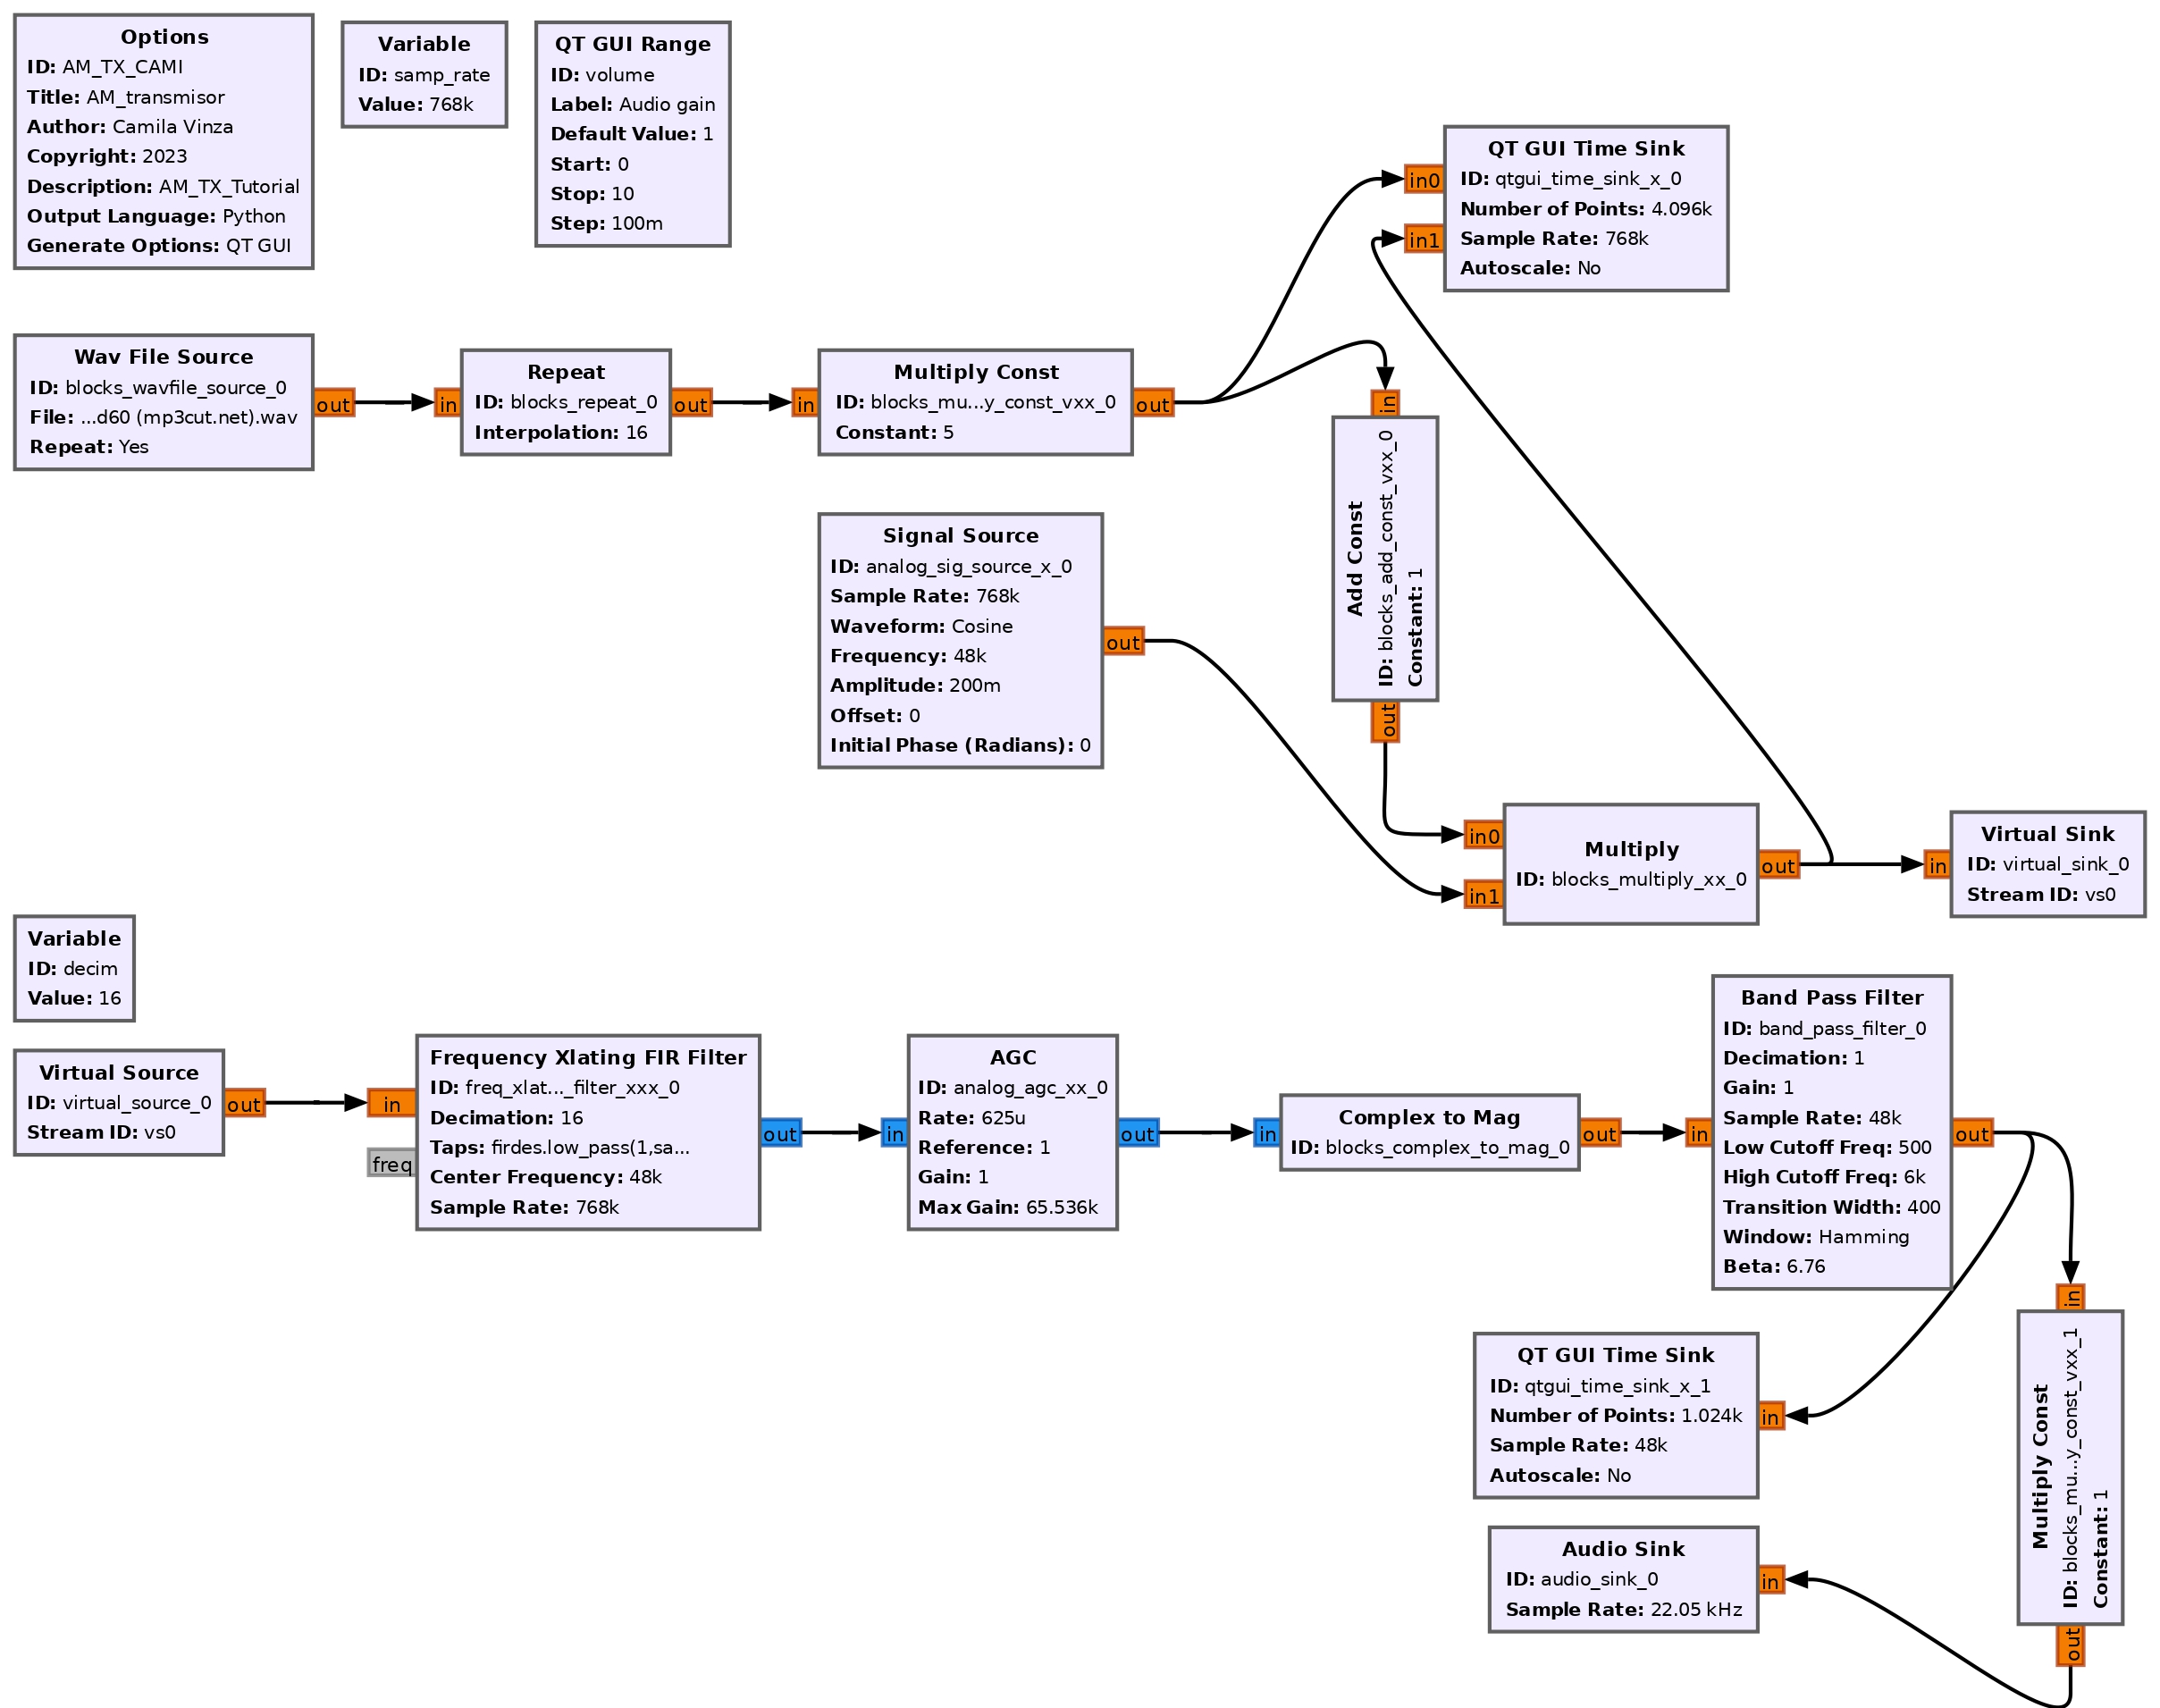 Options
ID: AM_TX_CAMI
Title: AM_transmisor
Author: Camila Vinza
Copyright: 2023
Description: AM_TX_Tutorial
Output Language: Python
Generate Options: QT GUI
Variable
ID: samp_rate
Value: 768k
QT GUI Range
ID: volume
Label: Audio gain
Default Value: 1
Start: 0
Stop: 10
Step: 100m
in0
in1
QT GUI Time Sink
ID: qtgui_time_sink_x_0
Number of Points: 4.096k
Sample Rate: 768k
Autoscale: No
Wav File Source
ID: blocks_wavfile_source_0
File: ...d60 (mp3cut.net).wav
Repeat: Yes
out
in
Repeat
ID: blocks_repeat_0
Interpolation: 16
out
in
Multiply Const
ID: blocks_mu...y_const_vxx_0
Constant: 5
out
in
Add Const
ID: blocks_add_const_vxx_0
Constant: 1
out
Signal Source
ID: analog_sig_source_x_0
Sample Rate: 768k
Waveform: Cosine
Frequency: 48k
Amplitude: 200m
Offset: 0
Initial Phase (Radians): 0
out
in0
in1
Multiply
ID: blocks_multiply_xx_0
out
in
Virtual Sink
ID: virtual_sink_0
Stream ID: vs0
Variable
ID: decim
Value: 16
Virtual Source
ID: virtual_source_0
Stream ID: vs0
out
in
freq
Frequency Xlating FIR Filter
ID: freq_xlat..._filter_xxx_0
Decimation: 16
Taps: firdes.low_pass(1,sa...
Center Frequency: 48k
Sample Rate: 768k
out
in
AGC
ID: analog_agc_xx_0
Rate: 625u
Reference: 1
Gain: 1
Max Gain: 65.536k
out
in
Complex to Mag
ID: blocks_complex_to_mag_0
out
in
Band Pass Filter
ID: band_pass_filter_0
Decimation: 1
Gain: 1
Sample Rate: 48k
Low Cutoff Freq: 500
High Cutoff Freq: 6k
Transition Width: 400
Window: Hamming
Beta: 6.76
out
QT GUI Time Sink
ID: qtgui_time_sink_x_1
Number of Points: 1.024k
Sample Rate: 48k
Autoscale: No
in
in
Multiply Const
ID: blocks_mu...y_const_vxx_1
Constant: 1
out
Audio Sink
ID: audio_sink_0
Sample Rate: 22.05 kHz
in